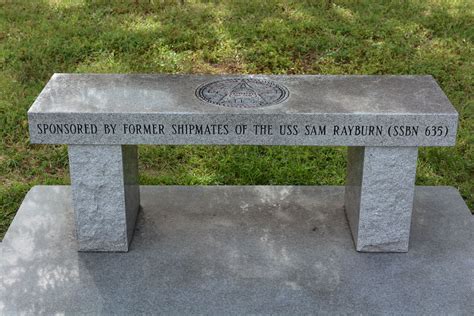 SPONSORED BY FORMER SHIPMATES OF THE USS SAM RAYBURN (SSBN 635)